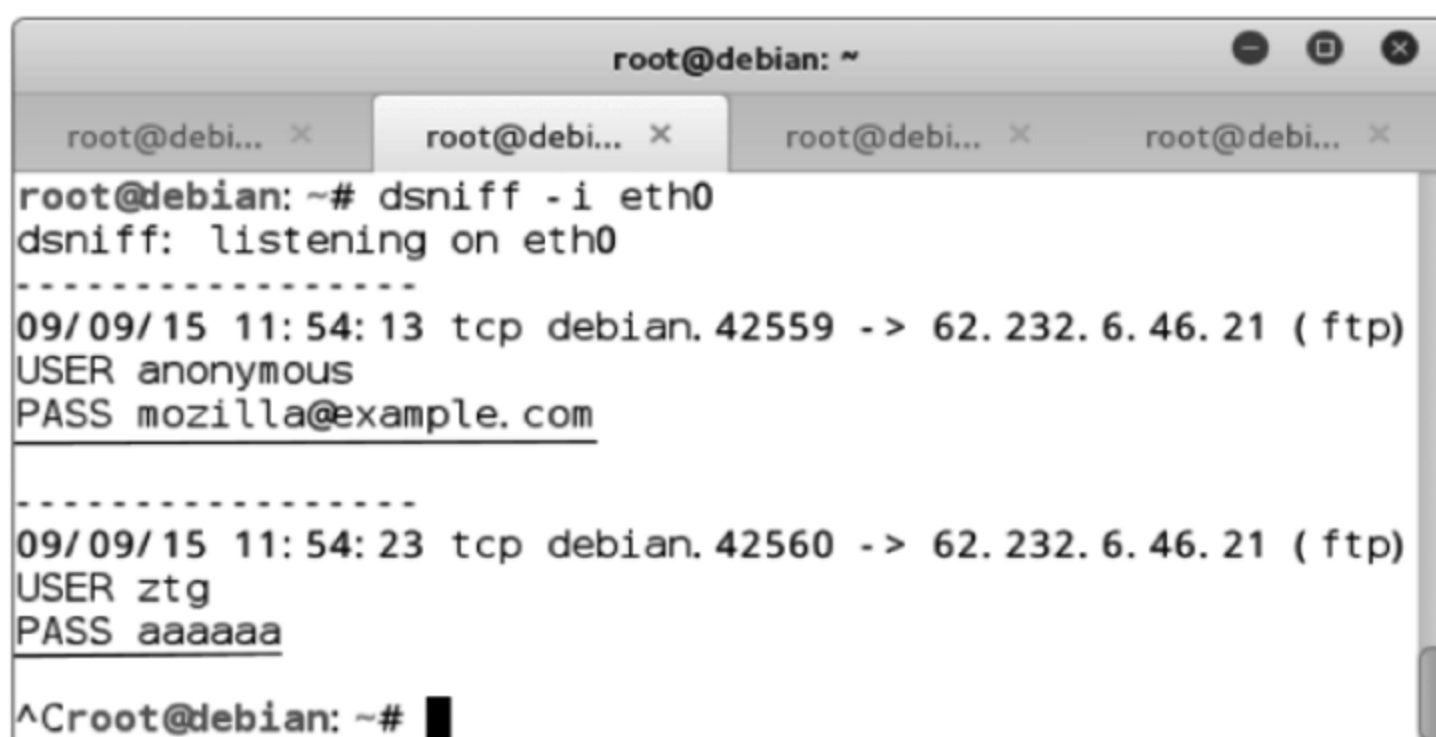 root@debian: ~
root@debi... × root@debi... × root@debi... × root@debi... ×
root@debian: ~# dsniff -i eth0
dsniff: listening on eth0
-----------------
09/09/15 11:54:13 tcp debian.42559 -> 62.232.6.46.21 (ftp)
USER anonymous
PASS mozilla@example.com
-----------------
09/09/15 11:54:23 tcp debian.42560 -> 62.232.6.46.21 (ftp)
USER ztg
PASS aaaaaa
^Croot@debian: ~#